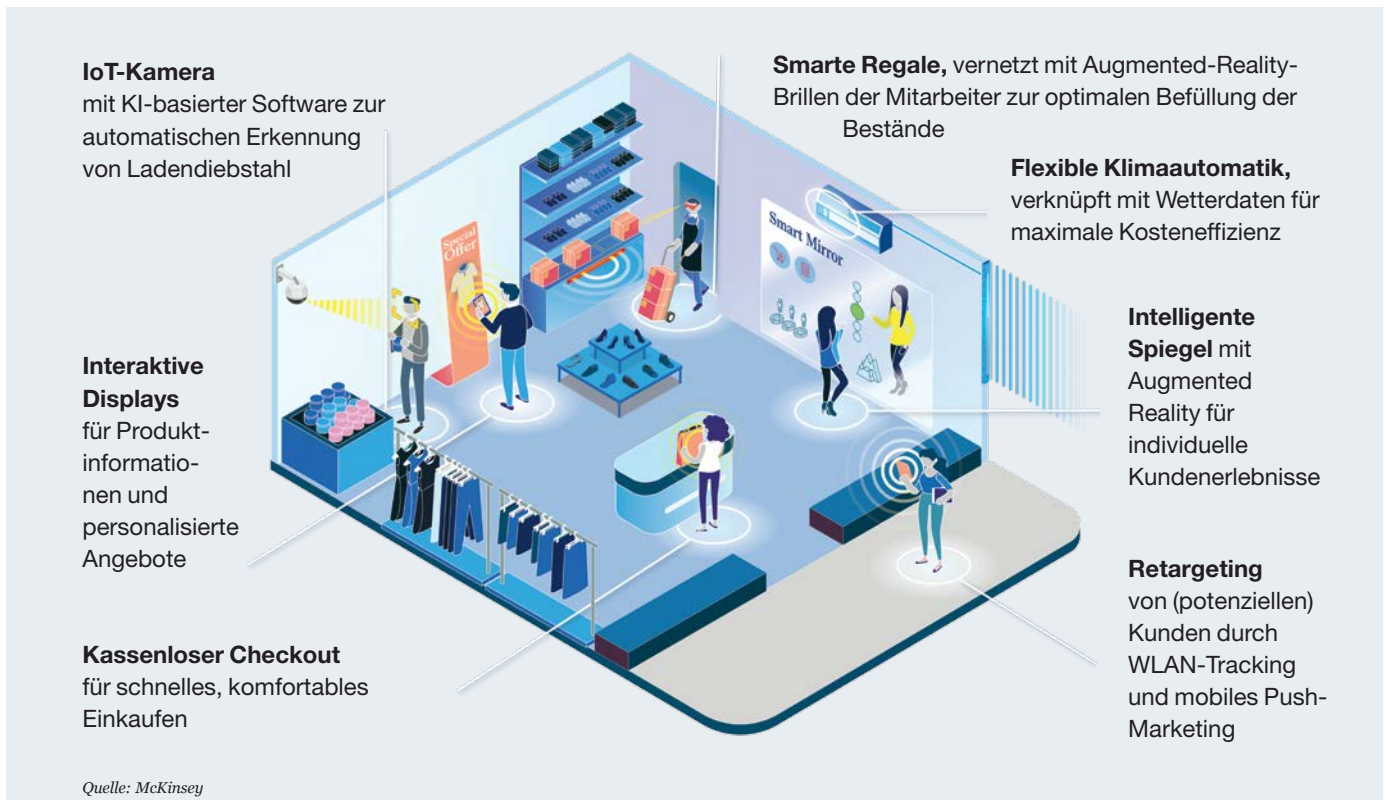 IoT-Kamera
mit KI-basierter Software zur
automatischen Erkennung
von Ladendiebstahl
Smarte Regale, vernetzt mit Augmented-Reality-
Brillen der Mitarbeiter zur optimalen Befüllung der
Bestände
Flexible Klimaautomatik,
verknüpft mit Wetterdaten für
maximale Kosteneffizienz
Special
Offer
Smart Mirror
Interaktive
Displays
für Produkt-
informatio-
nen und
personalisierte
Angebote
Intelligente
Spiegel mit
Augmented
Reality für
individuelle
Kundenerlebnisse
Kassenloser Checkout
für schnelles, komfortables
Einkaufen
Retargeting
von (potenziellen)
Kunden durch
WLAN-Tracking
und mobiles Push-
Marketing
Quelle: McKinsey